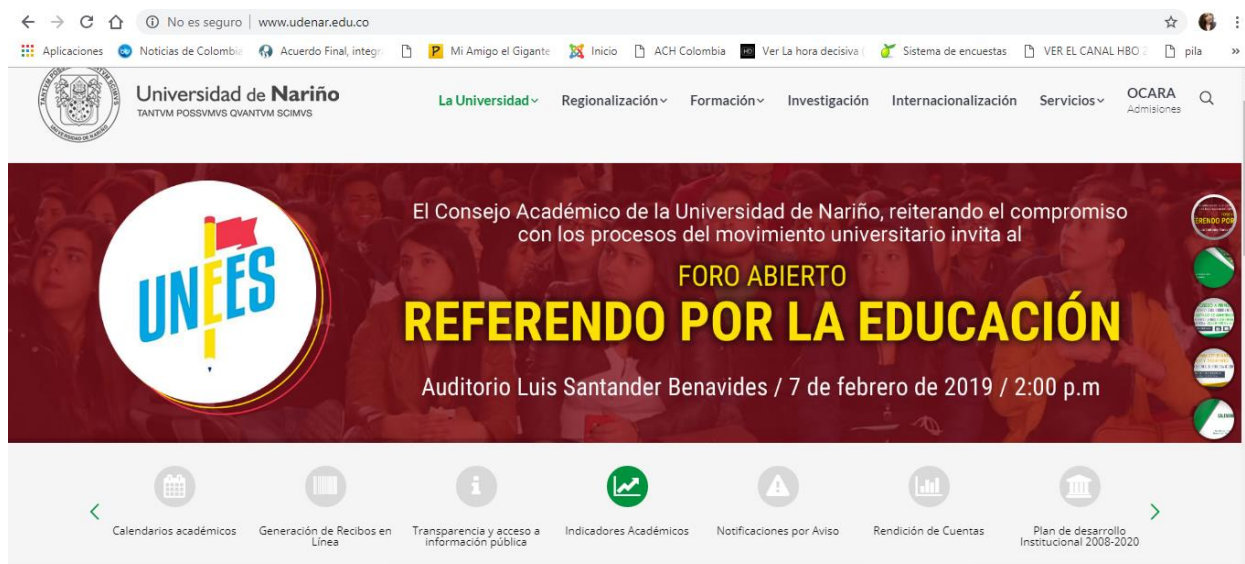 No es seguro | www.udenar.edu.co
Aplicaciones Noticias de Colombia Acuerdo Final, integr Mi Amigo el Gigante Inicio ACH Colombia Ver La hora decisiva ( Sistema de encuestas VER EL CANAL HBO 2 pila »
Universidad de Nariño
TANTVM POSSVMVS QVANTVM SCIMVS
La Universidad Regionalización Formación Investigación Internacionalización Servicios OCARA
Admisiones
El Consejo Académico de la Universidad de Nariño, reiterando el compromiso
con los procesos del movimiento universitario invita al
UNEES
FORO ABIERTO
REFERENDO POR LA EDUCACIÓN
Auditorio Luis Santander Benavides / 7 de febrero de 2019 / 2:00 p.m
Calendarios académicos
Generación de Recibos en
Línea
Transparencia y acceso a
información pública
Indicadores Académicos
Notificaciones por Aviso
Rendición de Cuentas
Plan de desarrollo
Institucional 2008-2020